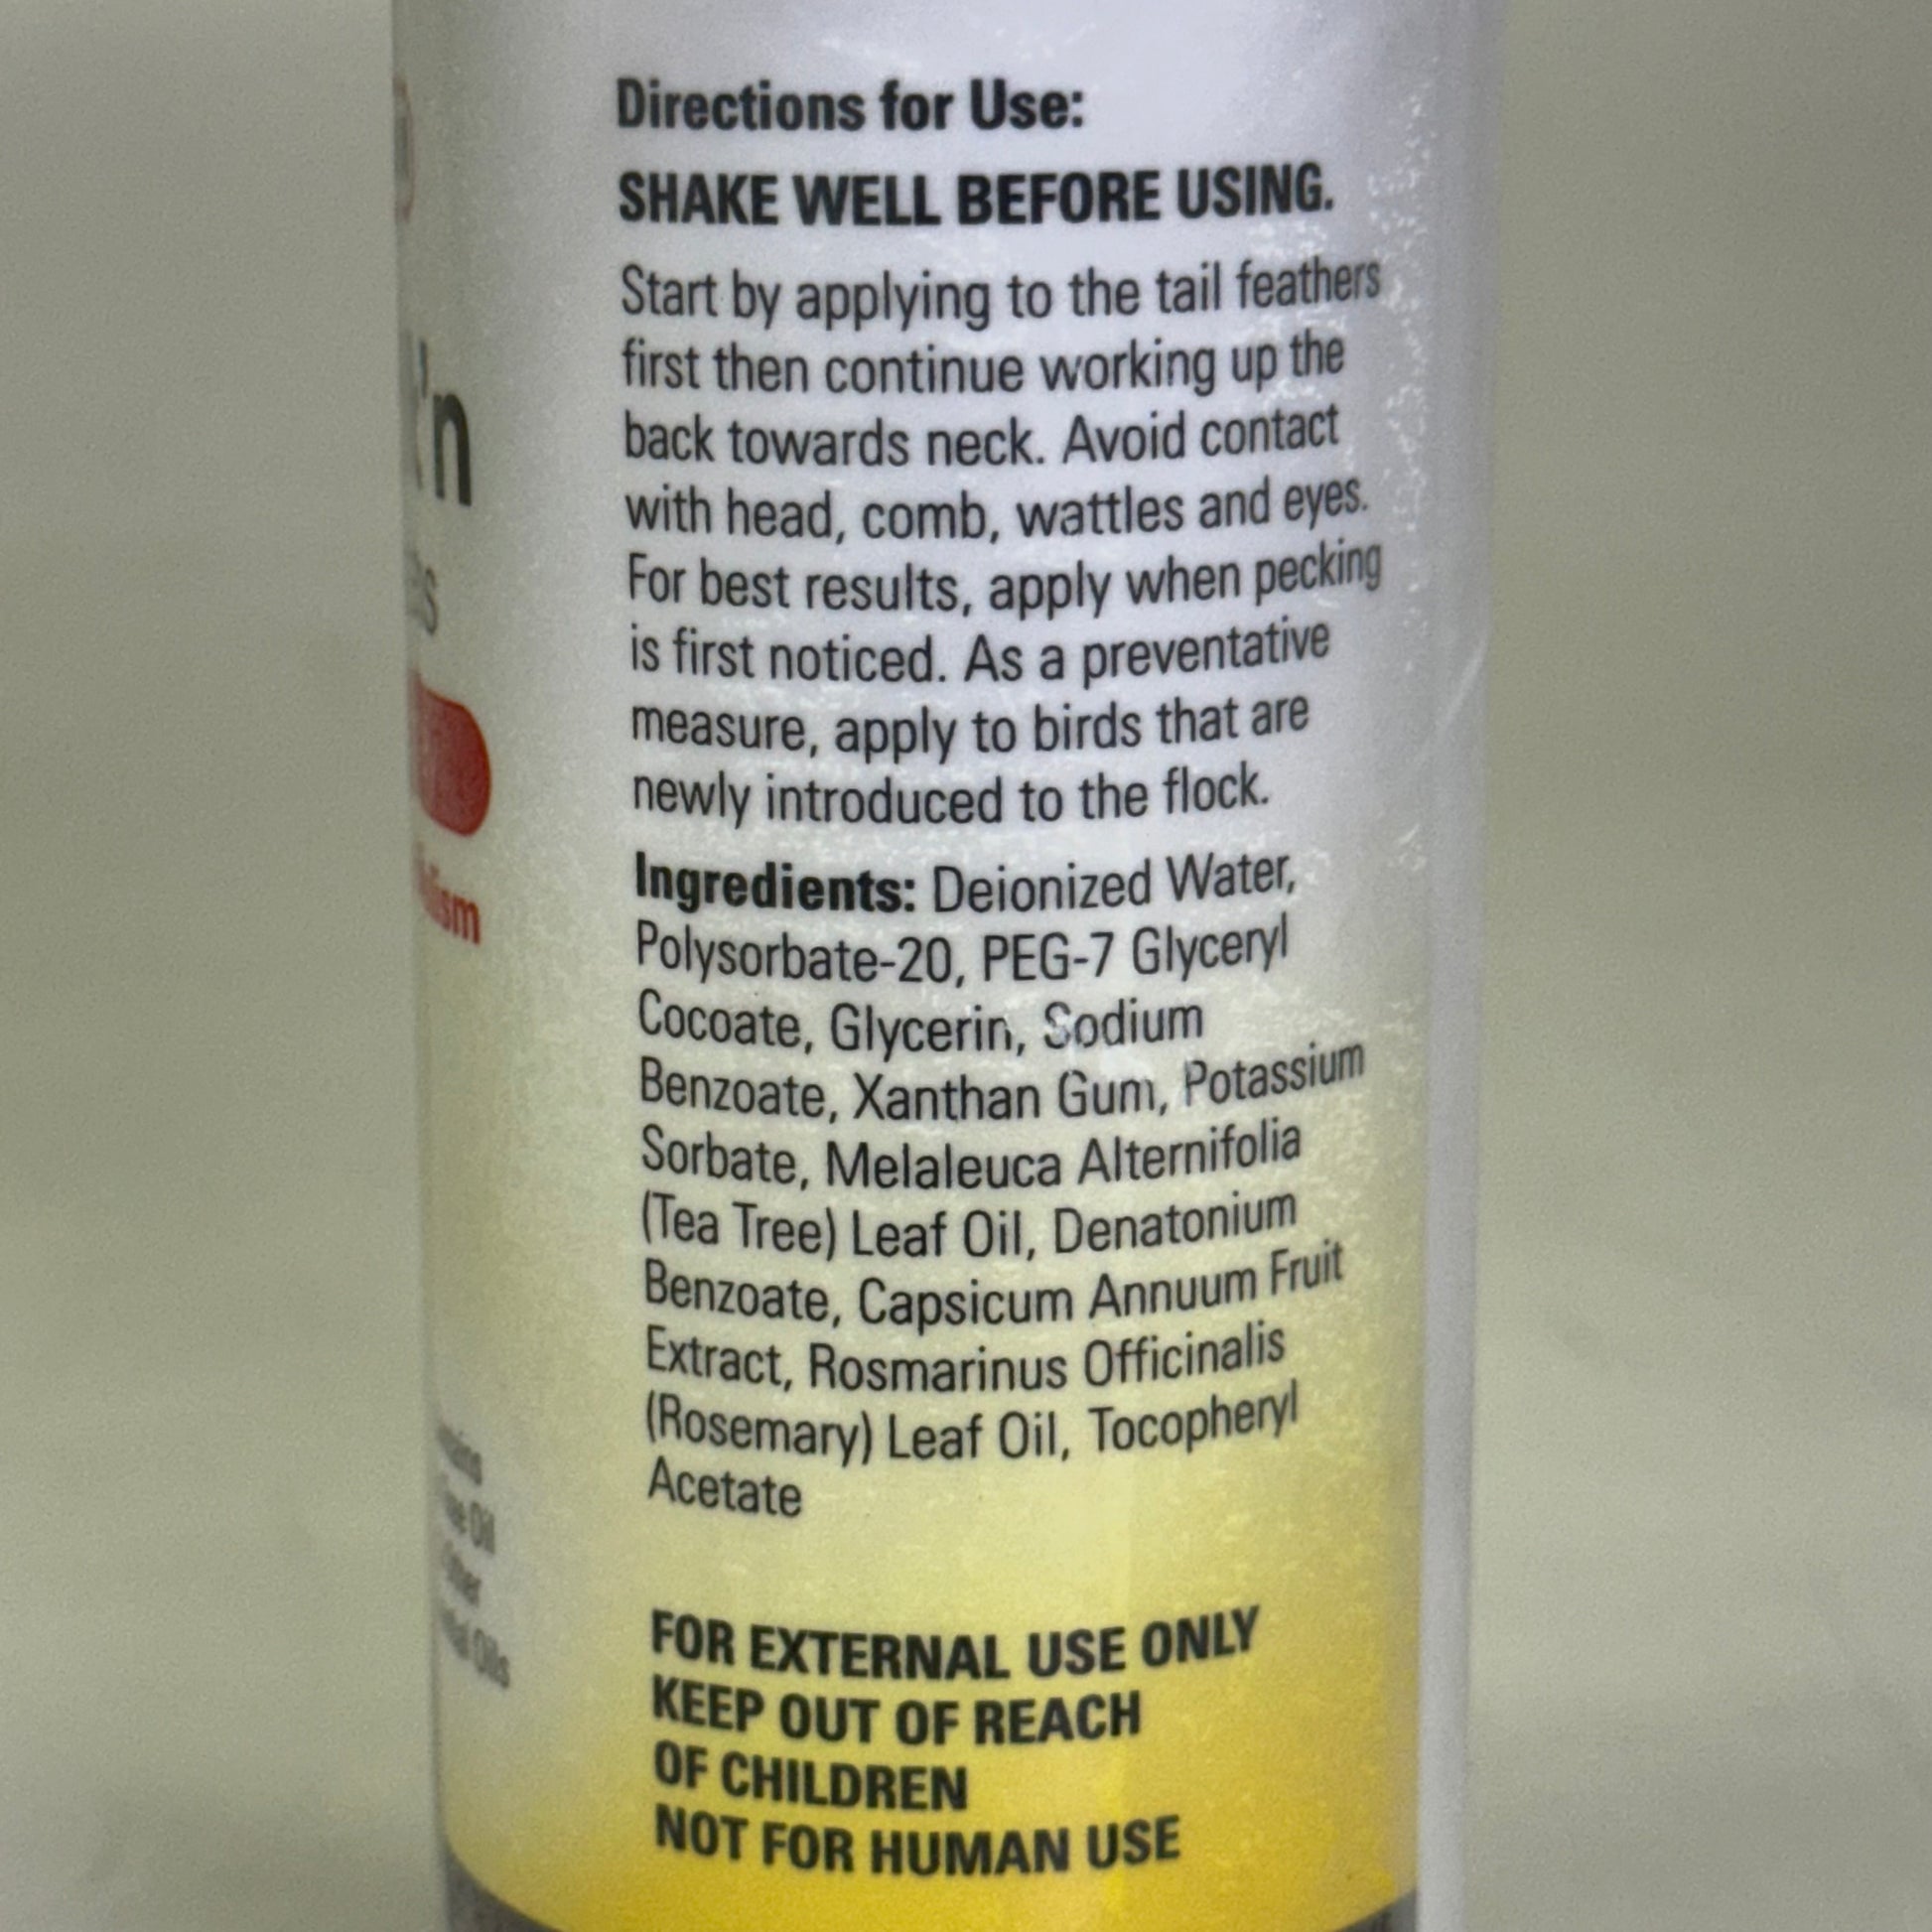 Directions for Use:
SHAKE WELL BEFORE USING.
Start by applying to the tail feathers
first then continue working up the
back towards neck. Avoid contact
with head, comb, wattles and eyes.
For best results, apply when pecking
is first noticed. As a preventative
measure, apply to birds that are
newly introduced to the flock.
Ingredients: Deionized Water,
Polysorbate-20, PEG-7 Glyceryl
Cocoate, Glycerin, Sodium
Benzoate, Xanthan Gum, Potassium
Sorbate, Melaleuca Alternifolia
(Tea Tree) Leaf Oil, Denatonium
Benzoate, Capsicum Annuum Fruit
Extract, Rosmarinus Officinalis
(Rosemary) Leaf Oil, Tocopheryl
Acetate
FOR EXTERNAL USE ONLY
KEEP OUT OF REACH
OF CHILDREN
NOT FOR HUMAN USE
'n
Oil
Oils